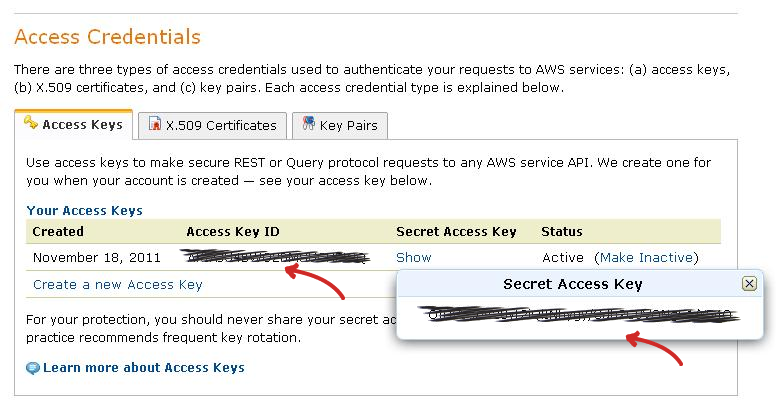 Access Credentials
There are three types of access credentials used to authenticate your requests to AWS services: (a) access keys,
(b) X.509 certificates, and (c) key pairs. Each access credential type is explained below.
Access Keys X.509 Certificates Key Pairs
Use access keys to make secure REST or Query protocol requests to any AWS service API. We create one for
you when your account is created — see your access key below.
Your Access Keys
Created Access Key ID Secret Access Key Status
November 18, 2011 Show Active (Make Inactive)
Create a new Access Key
Secret Access Key
For your protection, you should never share your secret
practice recommends frequent key rotation.
Learn more about Access Keys